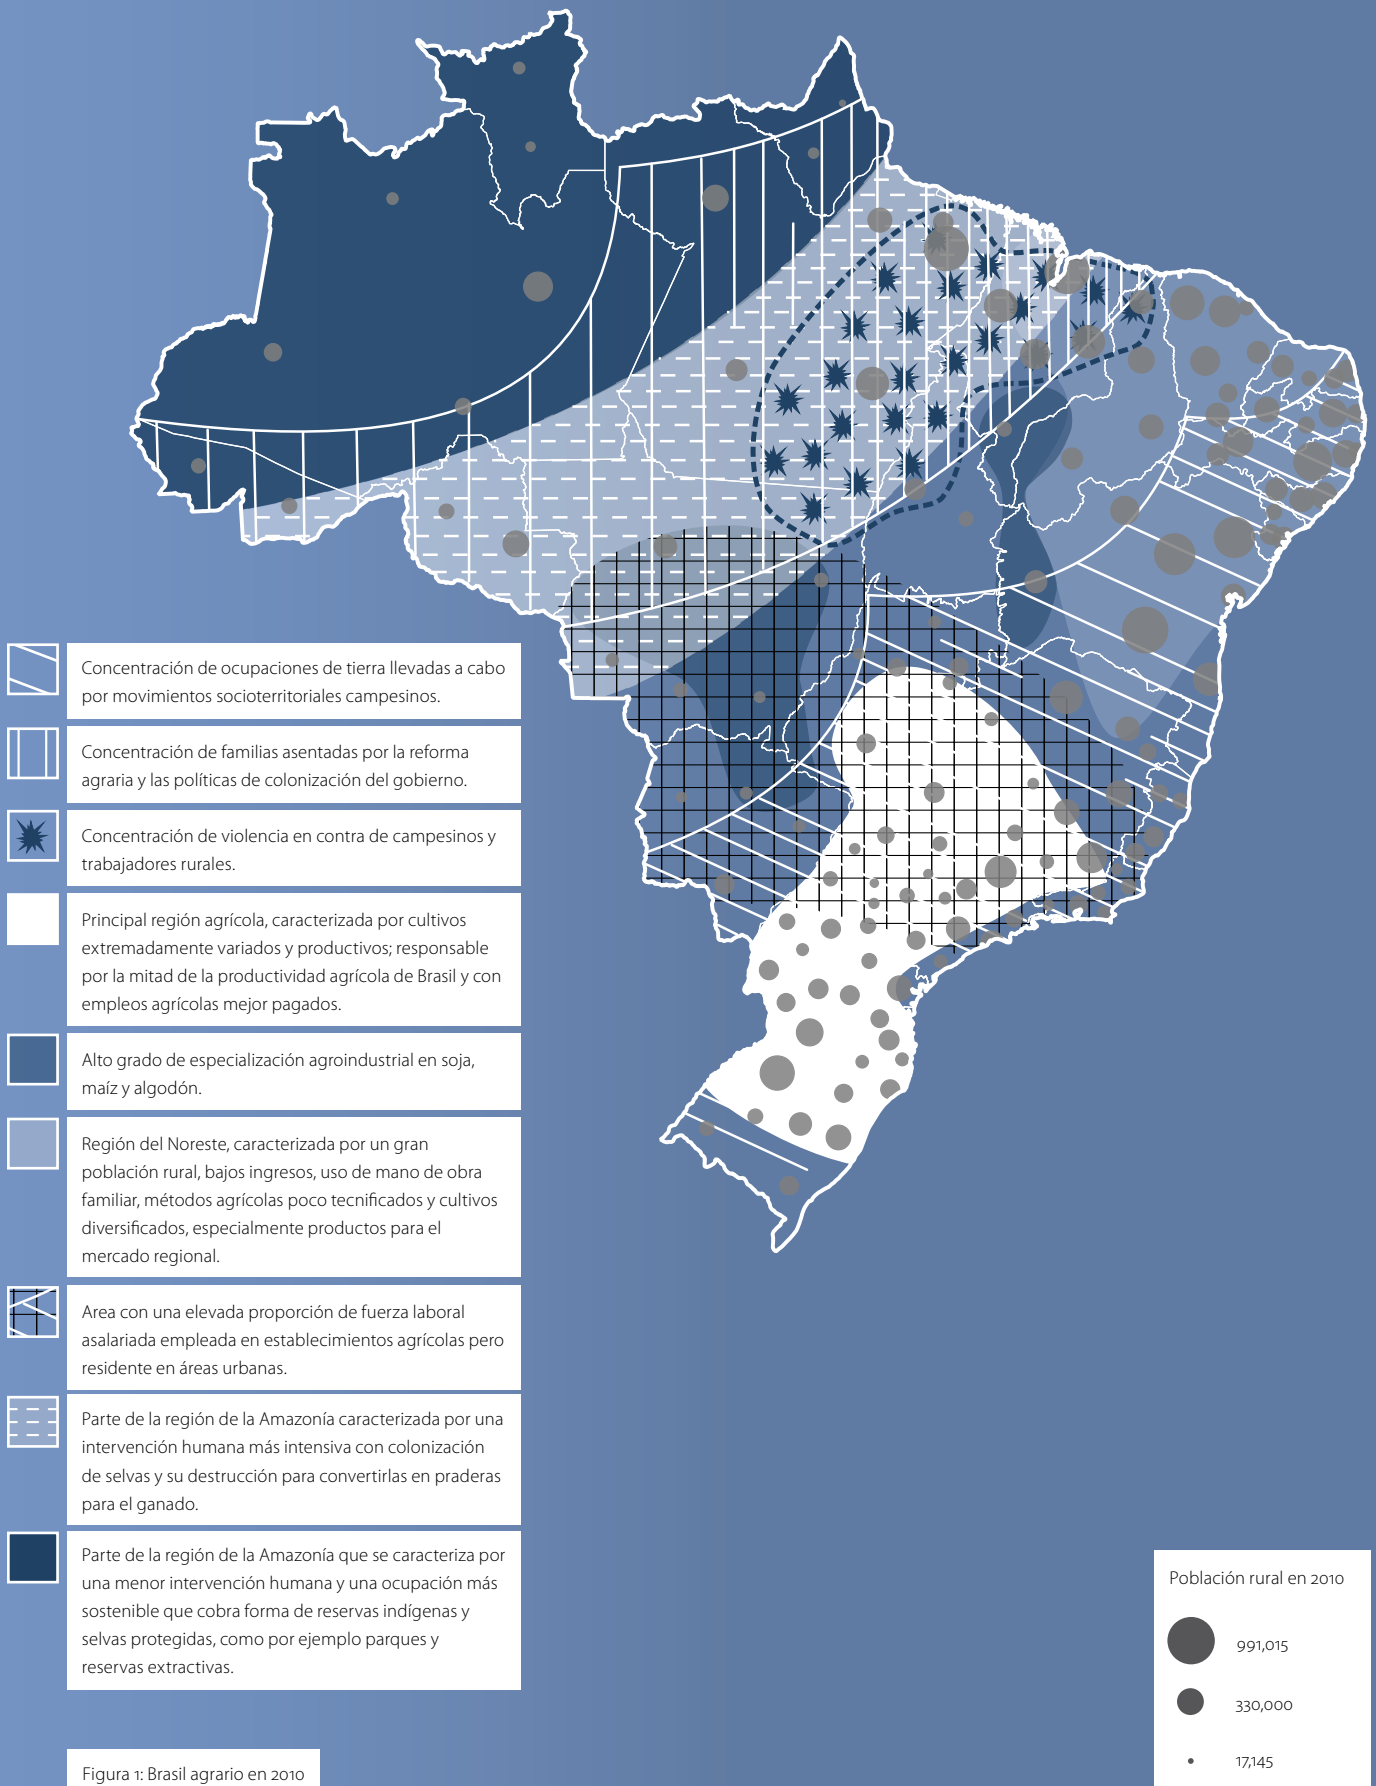 Concentración de ocupaciones de tierra llevadas a cabo
por movimientos socioterritoriales campesinos.
Concentración de familias asentadas por la reforma
agraria y las políticas de colonización del gobierno.
Concentración de violencia en contra de campesinos y
trabajadores rurales.
Principal región agrícola, caracterizada por cultivos
extremadamente variados y productivos; responsable
por la mitad de la productividad agrícola de Brasil y con
empleos agrícolas mejor pagados.
Alto grado de especialización agroindustrial en soja,
maíz y algodón.
Región del Noreste, caracterizada por un gran
población rural, bajos ingresos, uso de mano de obra
familiar, métodos agrícolas poco tecnificados y cultivos
diversificados, especialmente productos para el
mercado regional.
Area con una elevada proporción de fuerza laboral
asalariada empleada en establecimientos agrícolas pero
residente en áreas urbanas.
Parte de la región de la Amazonía caracterizada por una
intervención humana más intensiva con colonización
de selvas y su destrucción para convertirlas en praderas
para el ganado.
Parte de la región de la Amazonía que se caracteriza por
una menor intervención humana y una ocupación más
sostenible que cobra forma de reservas indígenas y
selvas protegidas, como por ejemplo parques y
reservas extractivas.
Población rural en 2010
991,015
330,000
17,145
Figura 1: Brasil agrario en 2010